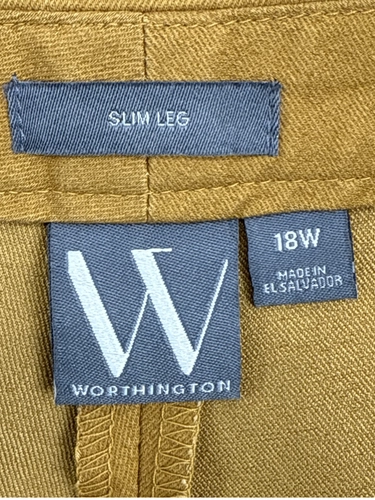 SLIM LEG
W
WORTHINGTON
18W
MADE IN
EL SALVADOR